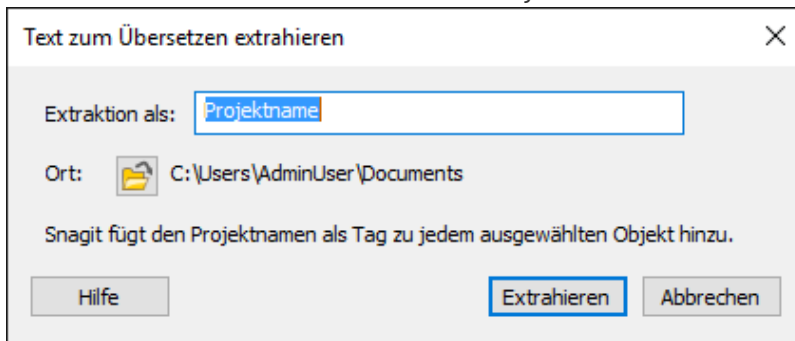 Text zum Übersetzen extrahieren
Extraktion als: Projektname
Ort: C:\Users\AdminUser\Documents
Snagit fügt den Projektnamen als Tag zu jedem ausgewählten Objekt hinzu.
Hilfe Extrahieren Abbrechen